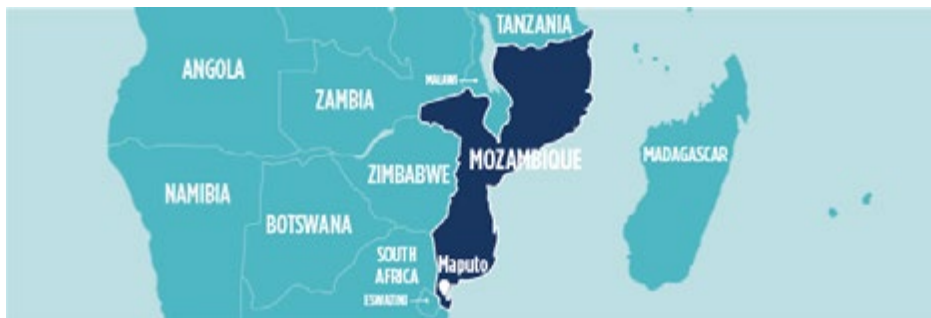 TANZANIA
ANGOLA
MALAWI
ZAMBIA
MOZAMBIQUE
MADAGASCAR
ZIMBABWE
NAMIBIA
BOTSWANA
SOUTH
AFRICA
Maputo
ESWATINI